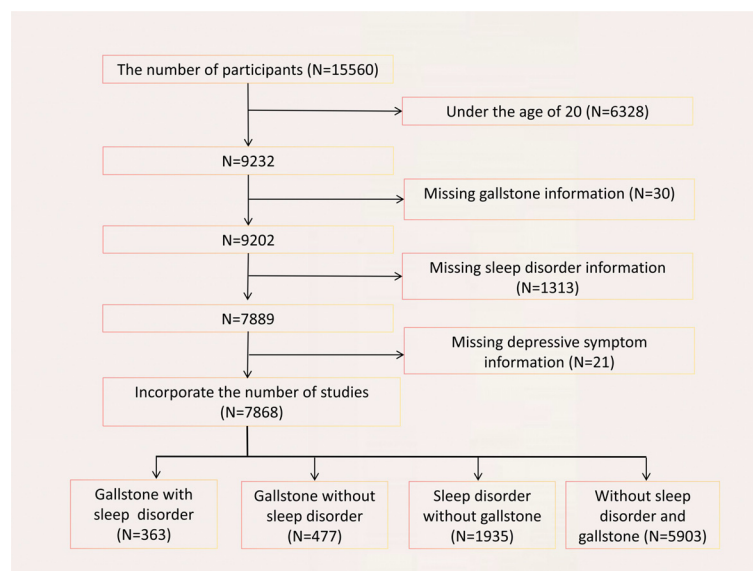 The number of participants (N=15560)
Under the age of 20 (N=6328)
N=9232
Missing gallstone information (N=30)
N=9202
Missing sleep disorder information
(N=1313)
N=7889
Missing depressive symptom
information (N=21)
Incorporate the number of studies
(N=7868)
Gallstone with
sleep disorder
(N=363)
Gallstone without
sleep disorder)
(N=477)
Sleep disorder
without gallstone)
(N=1935)
Without sleep
disorder and
gallstone (N=5903)